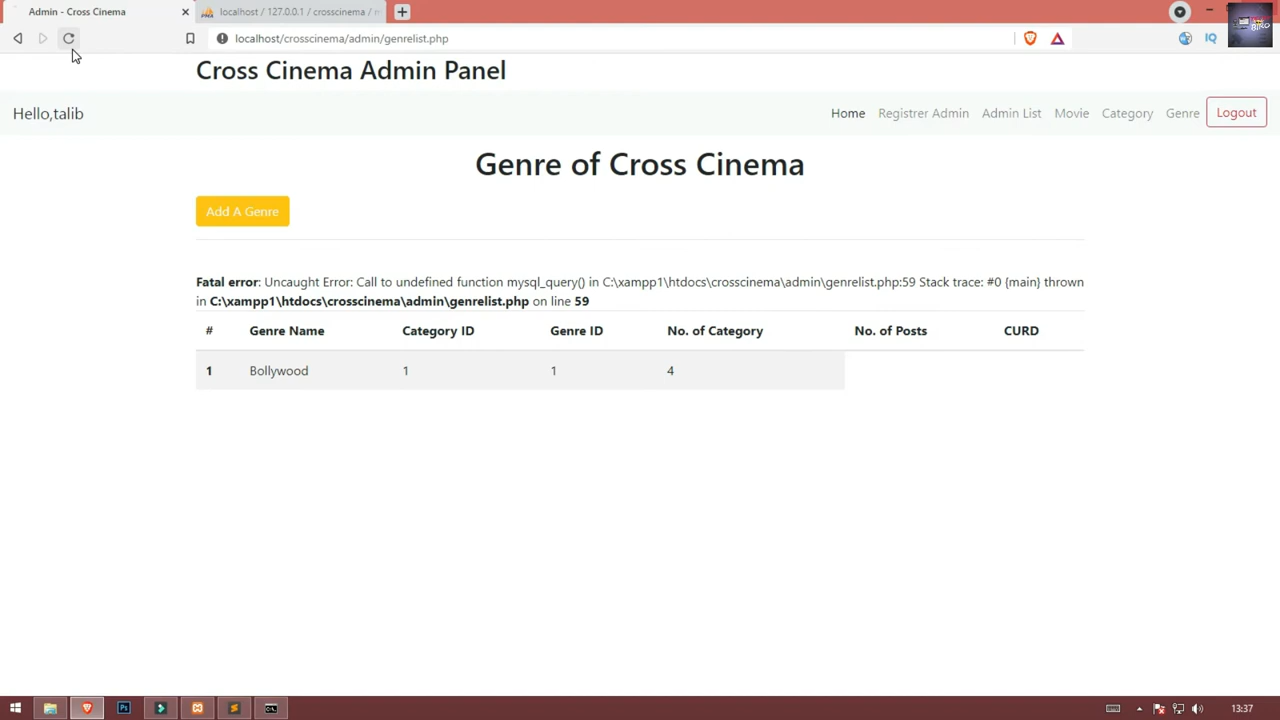 Admin - Cross Cinema
localhost / 127.0.0.1 / crosscinema / m
localhost/crosscinema/admin/genrelist.php
IQ
Cross Cinema Admin Panel
Hello,talib
Home Registrer Admin Admin List Movie Category Genre Logout
Genre of Cross Cinema
Add A Genre
Fatal error: Uncaught Error: Call to undefined function mysql_query() in C:\xampp1\htdocs\crosscinema\admin\genrelist.php:59 Stack trace: #0 {main} thrown
in C:\xampp1\htdocs\crosscinema\admin\genrelist.php on line 59
# Genre Name Category ID Genre ID No. of Category No. of Posts CURD
1 Bollywood 1 1 4
Ps
13:37